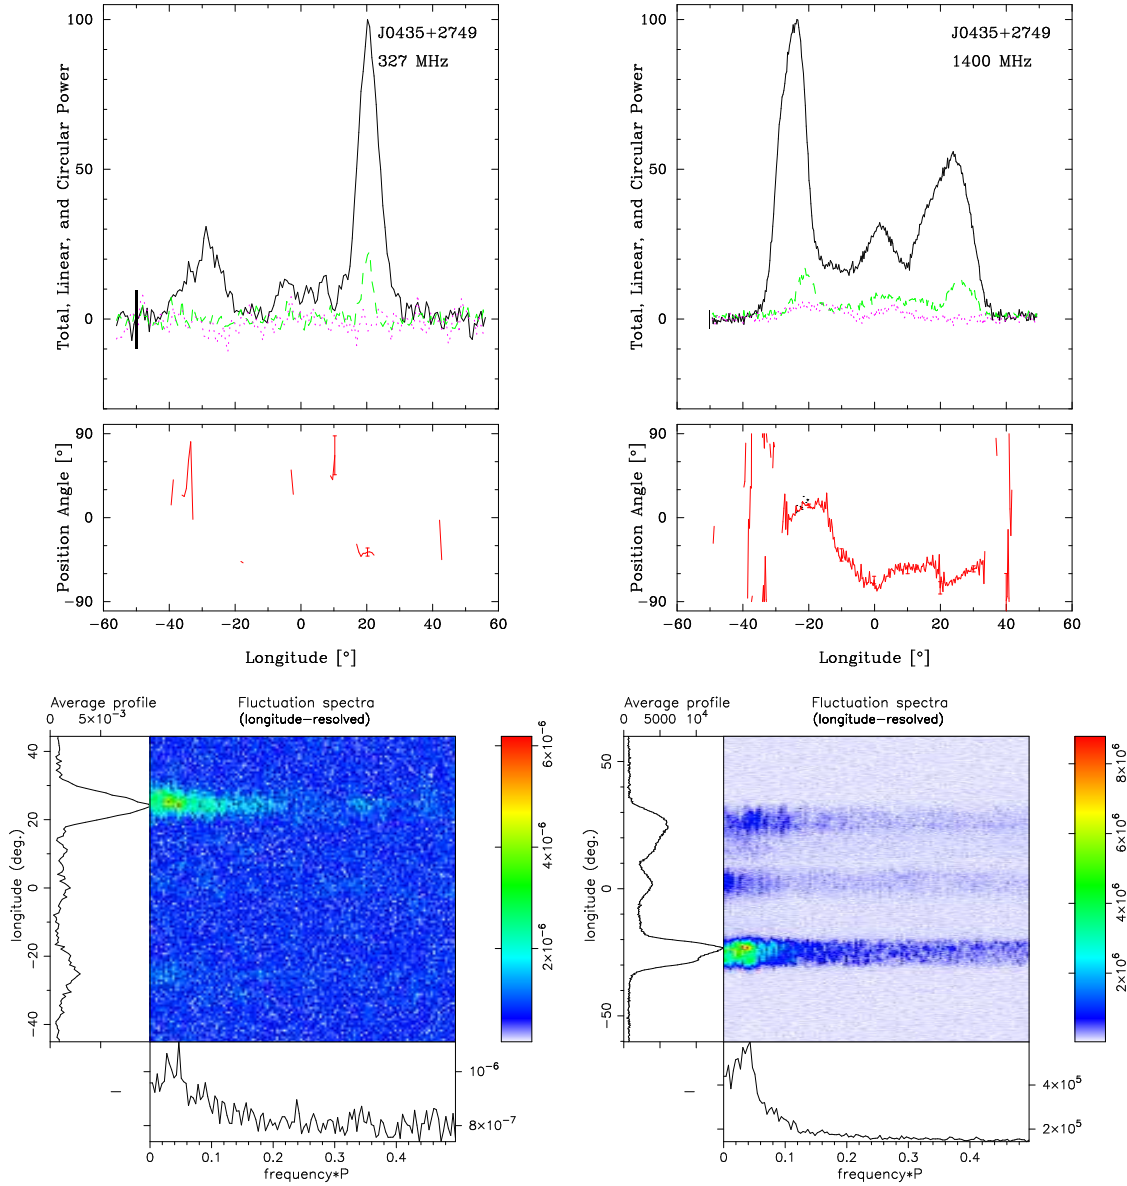 J0435+2749
327 MHz
Total, Linear, and Circular Power
100
50
0
Position Angle [°]
90
0
−90
−60 −40 −20 0 20 40 60
Longitude [°]
J0435+2749
1400 MHz
Total, Linear, and Circular Power
100
50
0
Position Angle [°]
90
0
−90
−60 −40 −20 0 20 40 60
Longitude [°]
Average profile
0 5×10⁻³
Fluctuation spectra
(longitude−resolved)
longitude (deg.)
40
20
0
−20
−40
6×10⁻⁶
4×10⁻⁶
2×10⁻⁶
10⁻⁶
8×10⁻⁷
0 0.1 0.2 0.3 0.4
frequency*P
Average profile
0 5000 10⁴
Fluctuation spectra
(longitude−resolved)
longitude (deg.)
50
0
−50
8×10⁶
6×10⁶
4×10⁶
2×10⁶
4×10⁵
2×10⁵
0 0.1 0.2 0.3 0.4
frequency*P